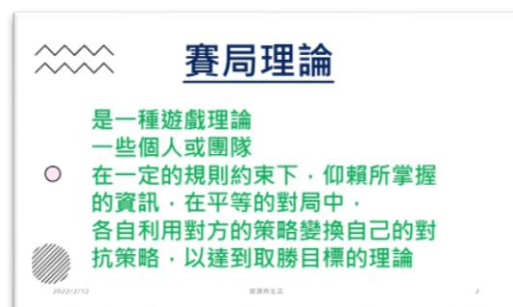 賽局理論
是一種遊戲理論
一些個人或團隊
在一定的規則約束下，仰賴所掌握
的資訊，在平等的對局中，
各自利用對方的策略變換自己的對
抗策略，以達到取勝目標的理論
2022/2/12
2